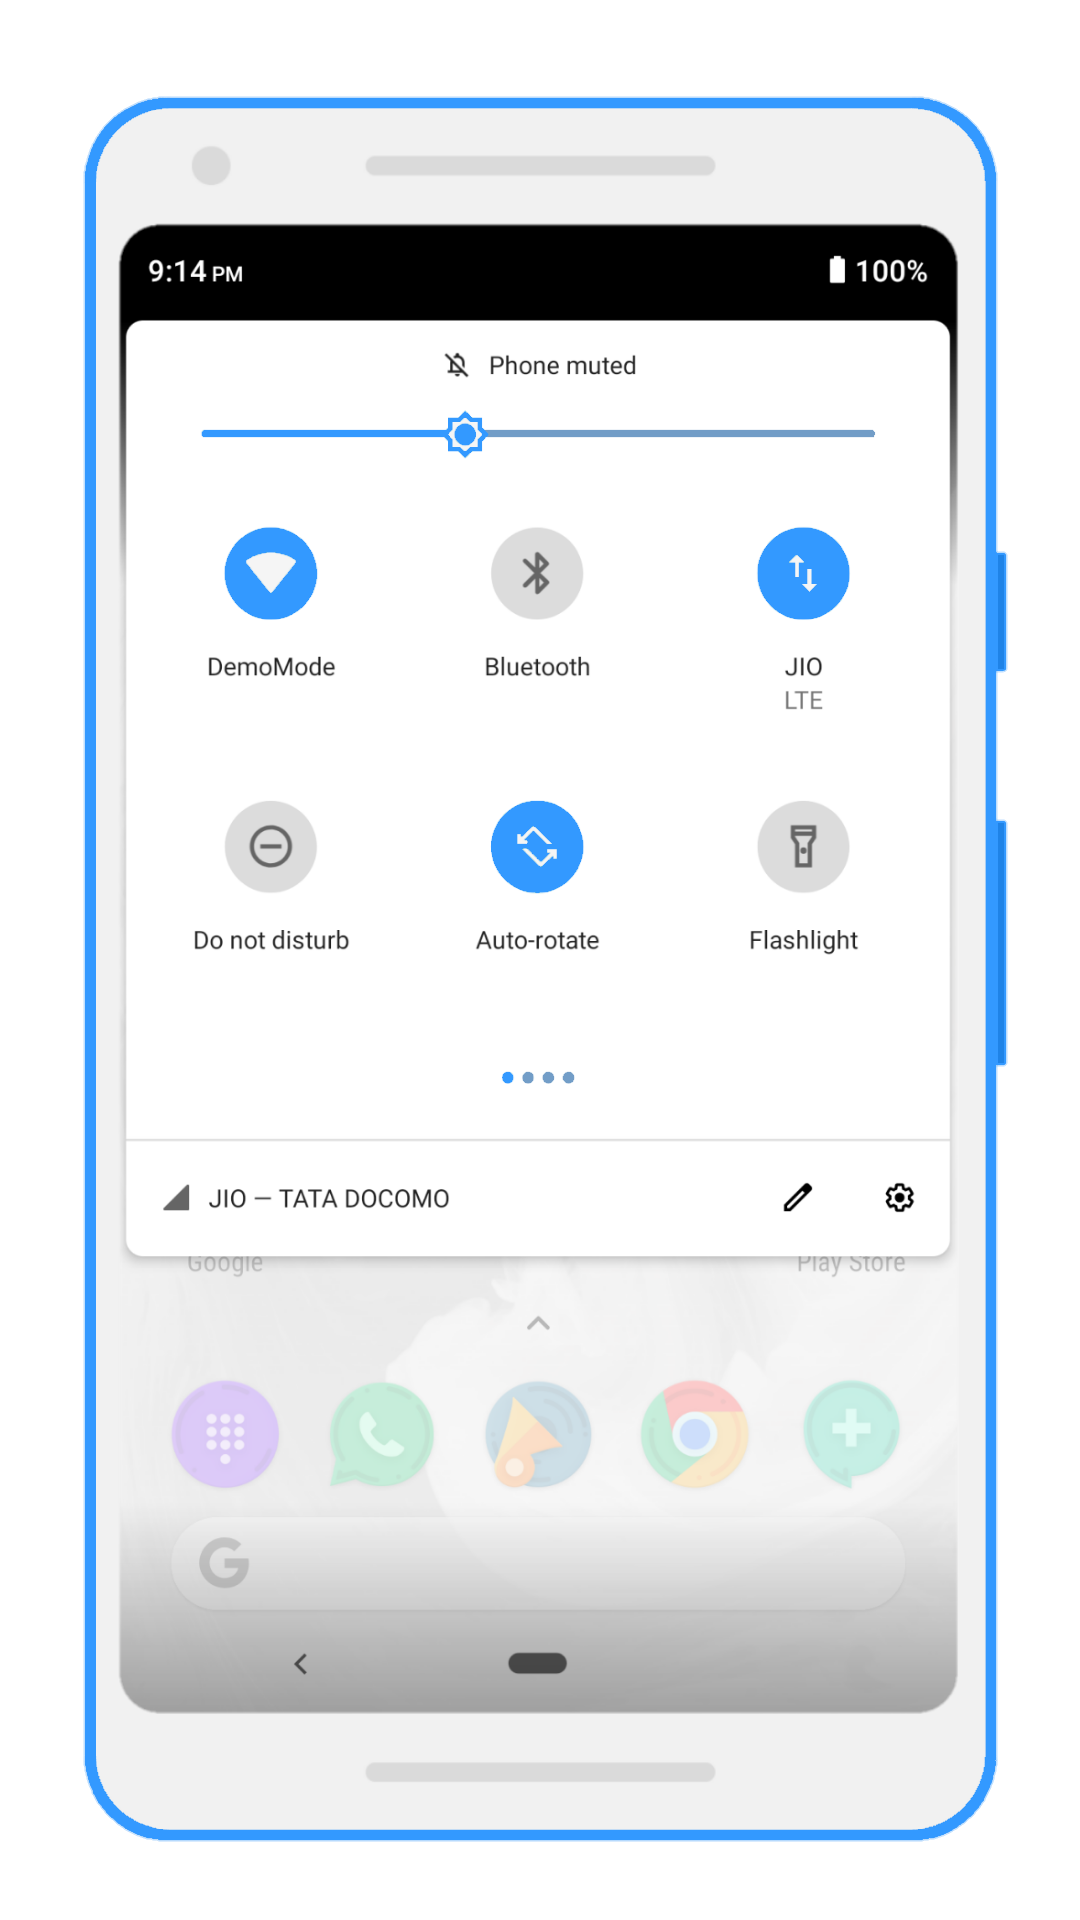 9:14 PM
100%
Phone muted
DemoMode
Bluetooth
JIO
LTE
Do not disturb
Auto-rotate
Flashlight
JIO — TATA DOCOMO
Google
Play Store
G